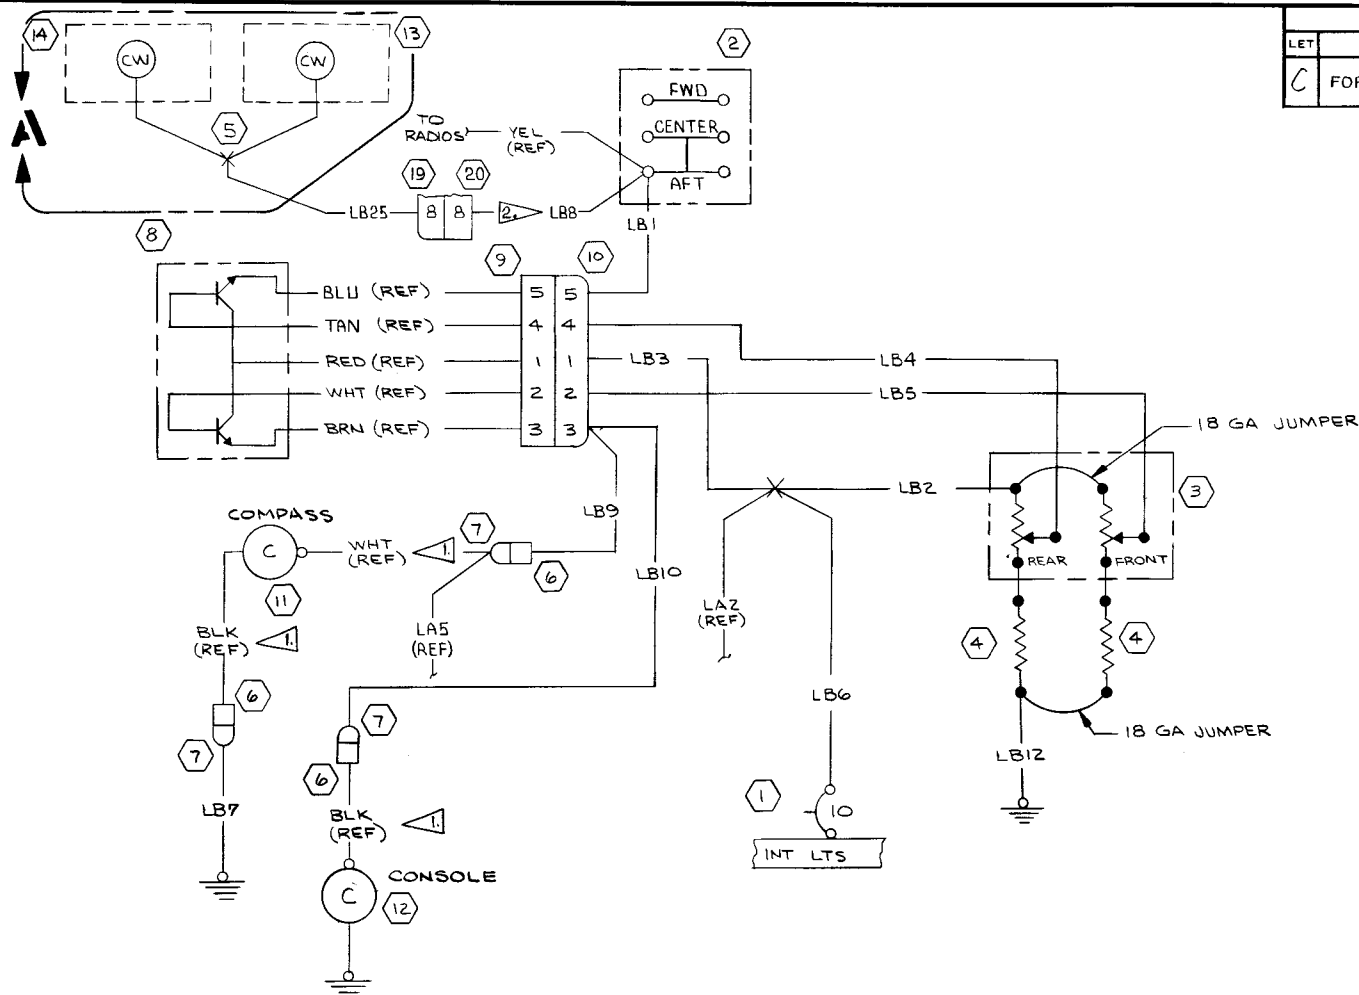 14
CW
CW
13
2
LET
C
FOR
A
5
FWD
CENTER
AFT
TO
RADIOS
YEL
(REF)
19
20
LB25
8
8
2.
LB8
LB1
8
9
10
BLU (REF)
5
5
TAN (REF)
4
4
RED (REF)
1
1
LB3
LB4
WHT (REF)
2
2
LB5
BRN (REF)
3
3
18 GA JUMPER
LB2
3
COMPASS
C
WHT
(REF)
1.
7
6
LB9
REAR
FRONT
11
LB10
BLK
(REF)
1.
LA5
(REF)
LA2
(REF)
4
4
6
7
7
LB6
18 GA JUMPER
LB12
6
LB7
BLK
(REF)
1.
1
10
INT LTS
CONSOLE
C
12